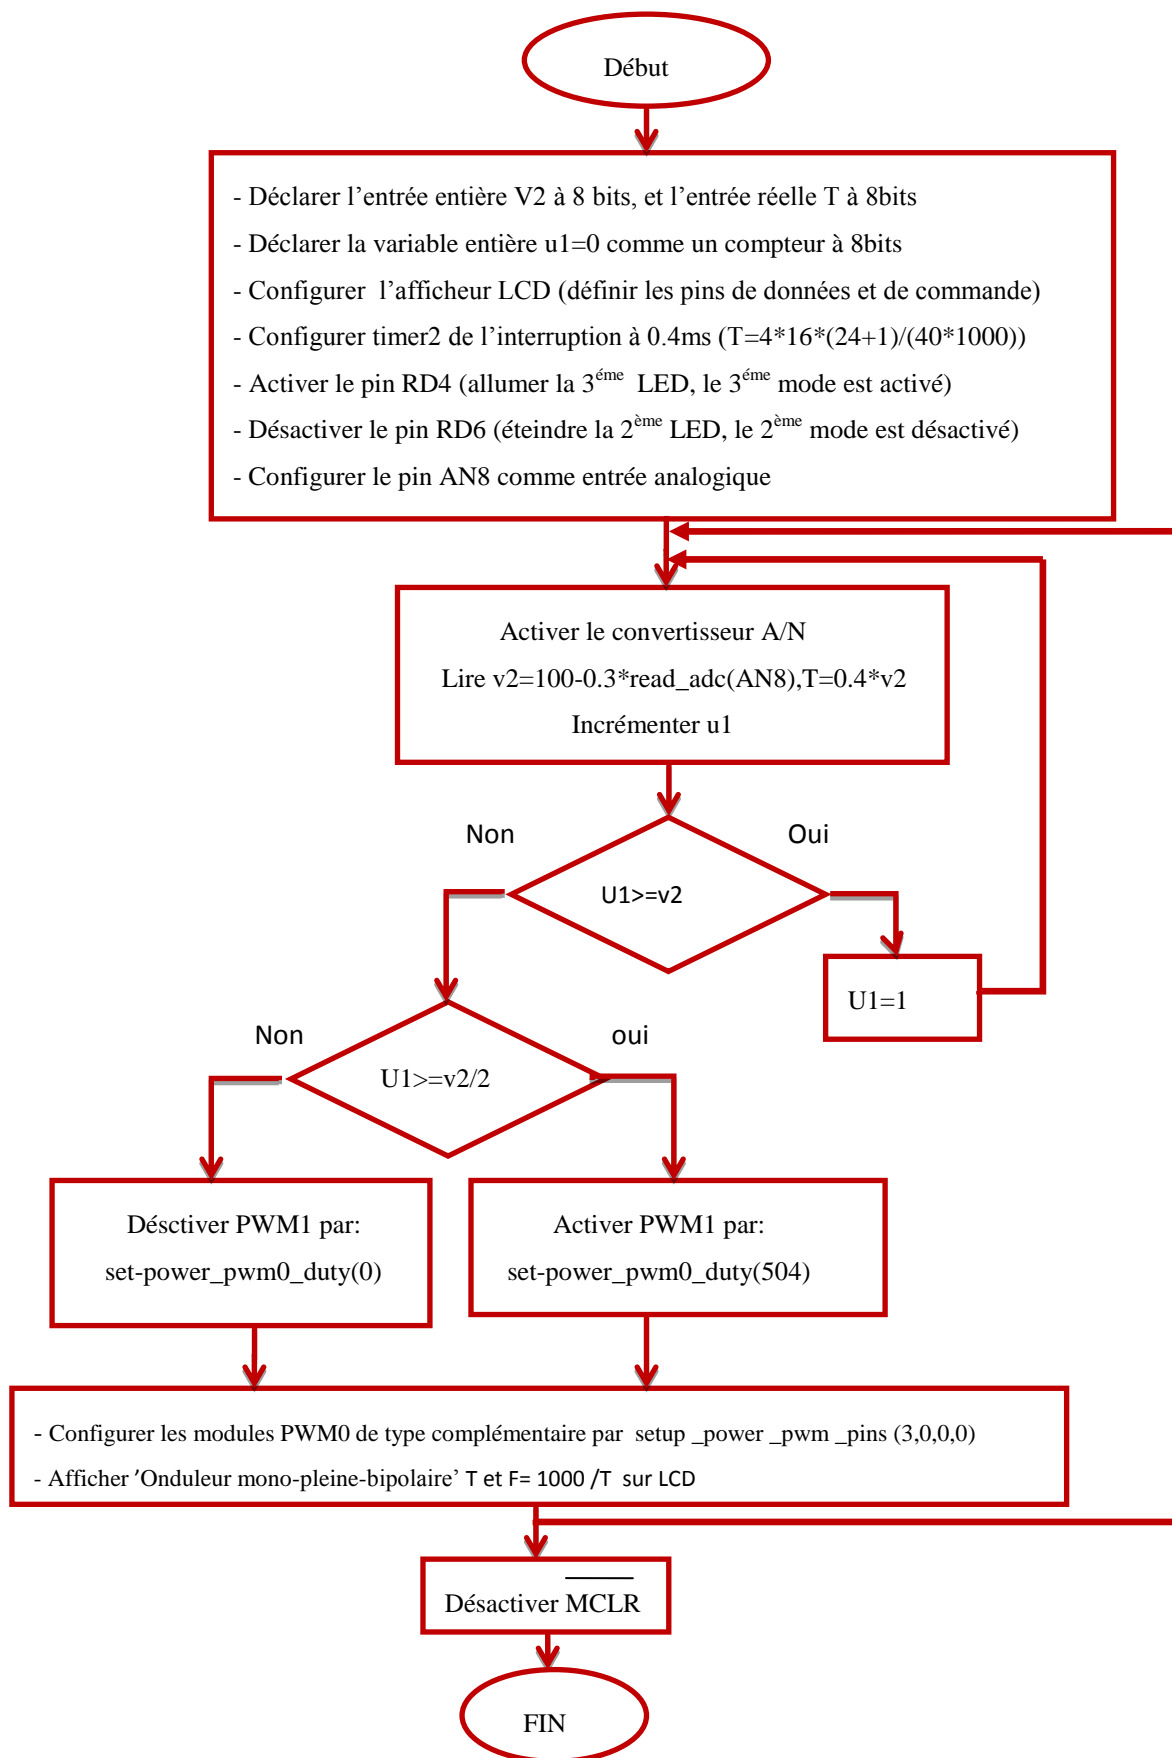 Début
- Déclarer l’entrée entière V2 à 8 bits, et l’entrée réelle T à 8bits
- Déclarer la variable entière u1=0 comme un compteur à 8bits
- Configurer l’afficheur LCD (définir les pins de données et de commande)
- Configurer timer2 de l’interruption à 0.4ms (T=4*16*(24+1)/(40*1000))
- Activer le pin RD4 (allumer la 3éme LED, le 3éme mode est activé)
- Désactiver le pin RD6 (éteindre la 2ème LED, le 2ème mode est désactivé)
- Configurer le pin AN8 comme entrée analogique
Activer le convertisseur A/N
Lire v2=100-0.3*read_adc(AN8),T=0.4*v2
Incrémenter u1
Non
Oui
U1>=v2
U1=1
Non
oui
U1>=v2/2
Désctiver PWM1 par:
set-power_pwm0_duty(0)
Activer PWM1 par:
set-power_pwm0_duty(504)
- Configurer les modules PWM0 de type complémentaire par setup _power _pwm _pins (3,0,0,0)
- Afficher ’Onduleur mono-pleine-bipolaire’ T et F= 1000 /T sur LCD
Désactiver M̅C̅L̅R̅
FIN